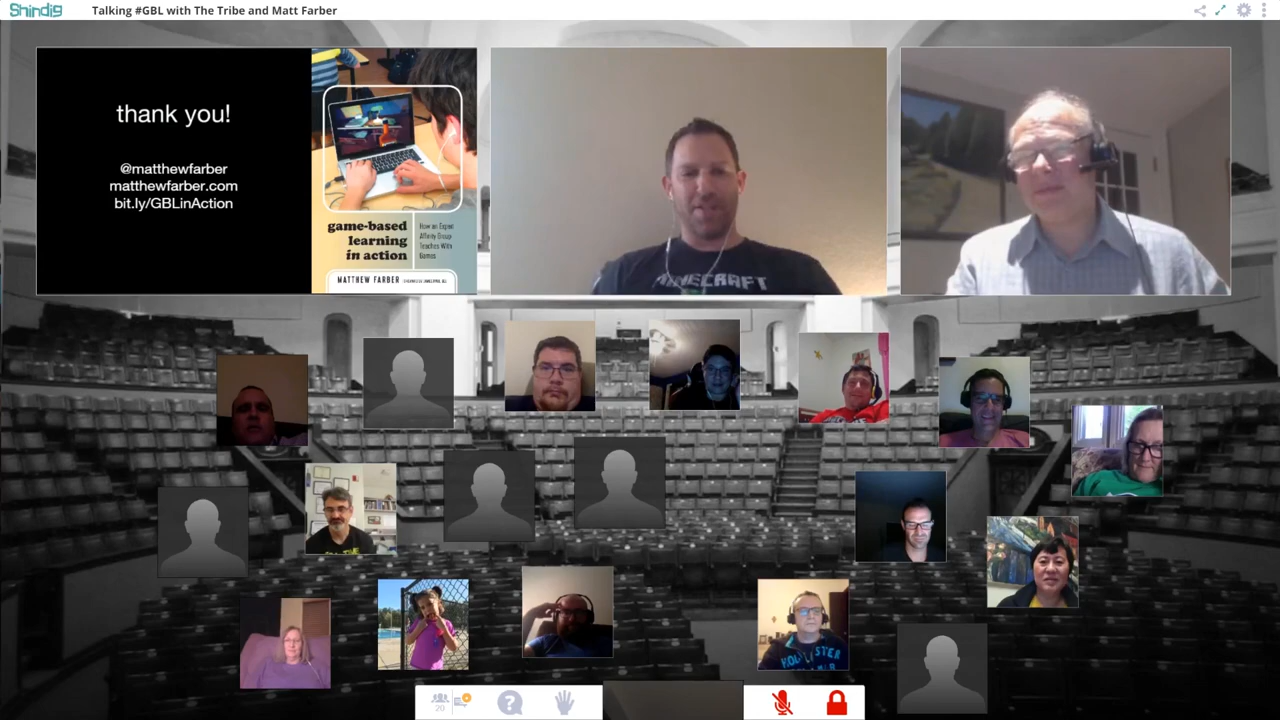 Shindig
Talking #GBL with The Tribe and Matt Farber
thank you!
@matthewfarber
matthewfarber.com
bit.ly/GBLinAction
game-based
learning
in action
How an Expert
Affinity Group
Teaches With
Games
MATTHEW FARBER
MINECRAFT
HOLLISTER
20